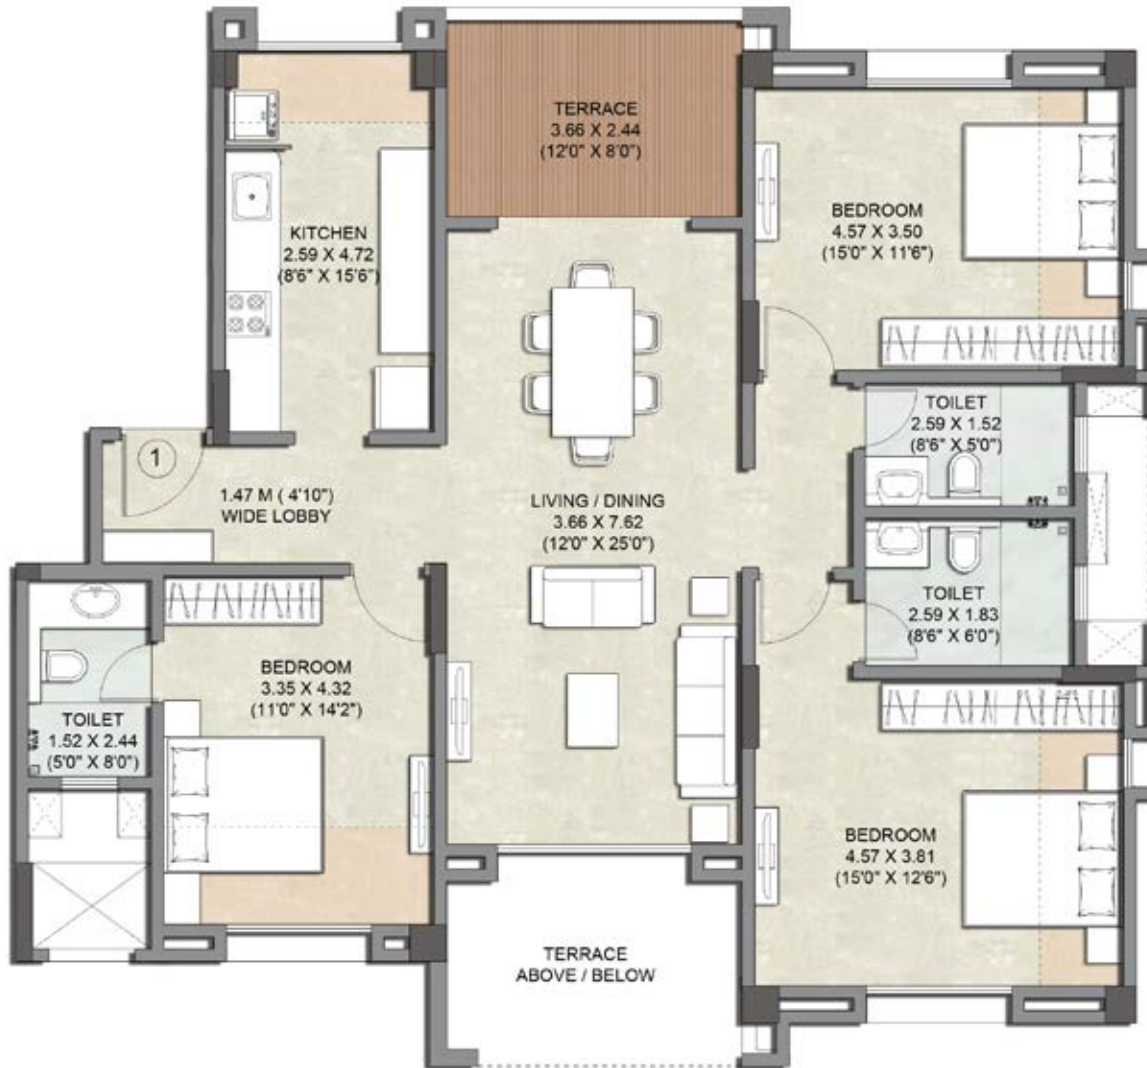 TERRACE
3.66 X 2.44
(12'0" X 8'0")
BEDROOM
4.57 X 3.50
(15'0" X 11'6")
KITCHEN
2.59 X 4.72
(8'6" X 15'6")
TOILET
2.59 X 1.52
(8'6" X 5'0")
1
1.47 M ( 4'10")
WIDE LOBBY
LIVING / DINING
3.66 X 7.62
(12'0" X 25'0")
TOILET
2.59 X 1.83
(8'6" X 6'0")
BEDROOM
3.35 X 4.32
(11'0" X 14'2")
TOILET
1.52 X 2.44
(5'0" X 8'0")
BEDROOM
4.57 X 3.81
(15'0" X 12'6")
TERRACE
ABOVE / BELOW